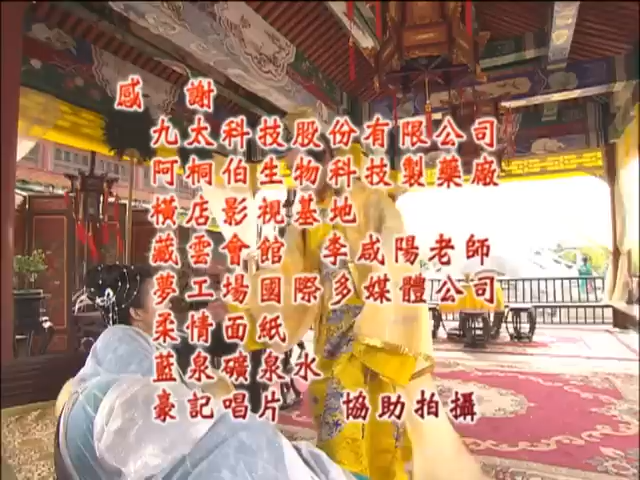 感謝
九太科技股份有限公司
阿桐伯生物科技製藥廠
橫店影視基地
藏雲會館 李咸陽老師
夢工場國際多媒體公司
柔情面紙
藍泉礦泉水
豪記唱片 協助拍攝